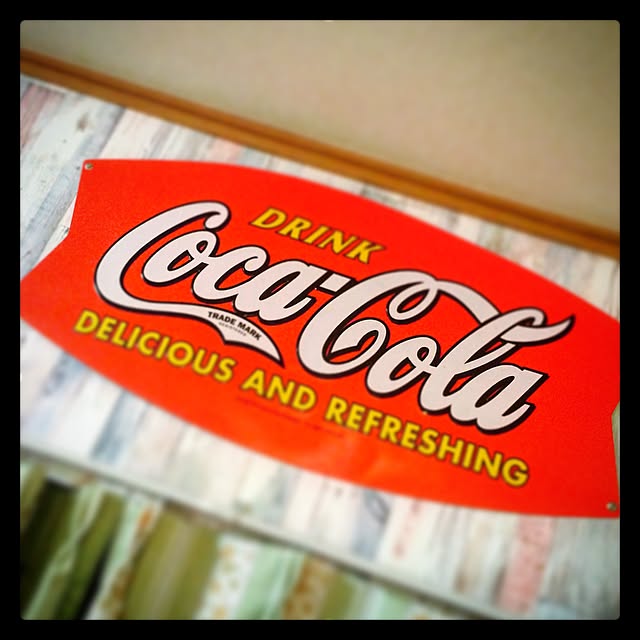 DRINK
Coca-Cola
TRADE MARK
DELICIOUS AND REFRESHING